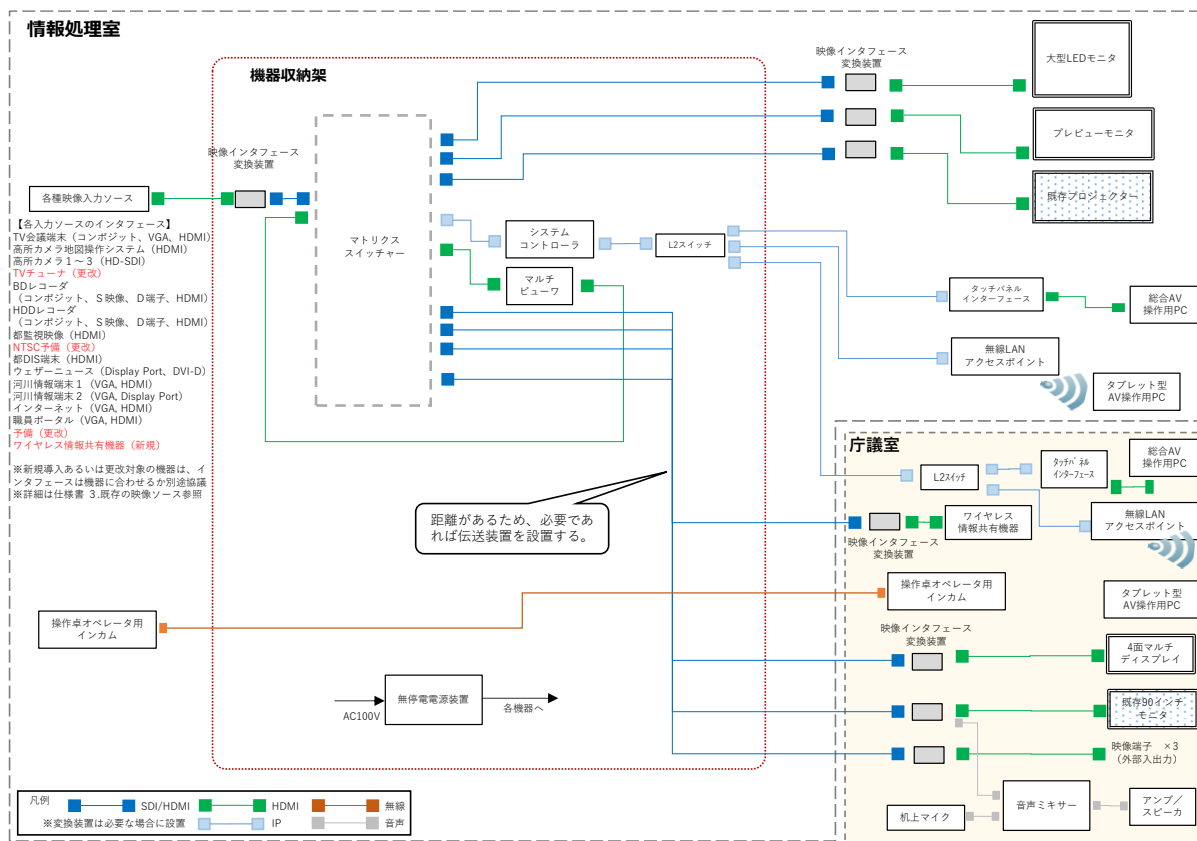 情報処理室
機器収納架
映像インタフェース
変換装置
各種映像入力ソース
【各入力ソースのインタフェース】
TV会議端末（コンポジット、VGA、HDMI）
高所カメラ地図操作システム（HDMI）
高所カメラ１～３（HD-SDI）
TVチューナ（更改）
BDレコーダ
（コンポジット、Ｓ映像、Ｄ端子、HDMI）
HDDレコーダ
（コンポジット、Ｓ映像、Ｄ端子、HDMI）
都監視映像（HDMI）
NTSC予備（更改）
都DIS端末（HDMI）
ウェザーニュース（Display Port、DVI-D）
河川情報端末１（VGA, HDMI）
河川情報端末２（VGA, Display Port）
インターネット（VGA, HDMI）
職員ポータル（VGA, HDMI）
予備（更改）
ワイヤレス情報共有機器（新規）
※新規導入あるいは更改対象の機器は、イ
ンタフェースは機器に合わせるか別途協議
※詳細は仕様書 3.既存の映像ソース参照
マトリクス
スイッチャー
システム
コントローラ
L2スイッチ
マルチ
ビューワ
映像インタフェース
変換装置
大型LEDモニタ
プレビューモニタ
既存プロジェクター
タッチパネル
インターフェース
総合AV
操作用PC
無線LAN
アクセスポイント
タブレット型
AV操作用PC
距離があるため、必要であ
れば伝送装置を設置する。
庁議室
L2スイッチ
タッチパネル
インターフェース
総合AV
操作用PC
無線LAN
アクセスポイント
ワイヤレス
情報共有機器
映像インタフェース
変換装置
操作卓オペレータ用
インカム
タブレット型
AV操作用PC
操作卓オペレータ用
インカム
映像インタフェース
変換装置
4面マルチ
ディスプレイ
既存90インチ
モニタ
映像端子　×3
（外部入出力）
無停電電源装置
AC100V
各機器へ
音声ミキサー
アンプ／
スピーカ
机上マイク
凡例
SDI/HDMI
HDMI
無線
※変換装置は必要な場合に設置
IP
音声